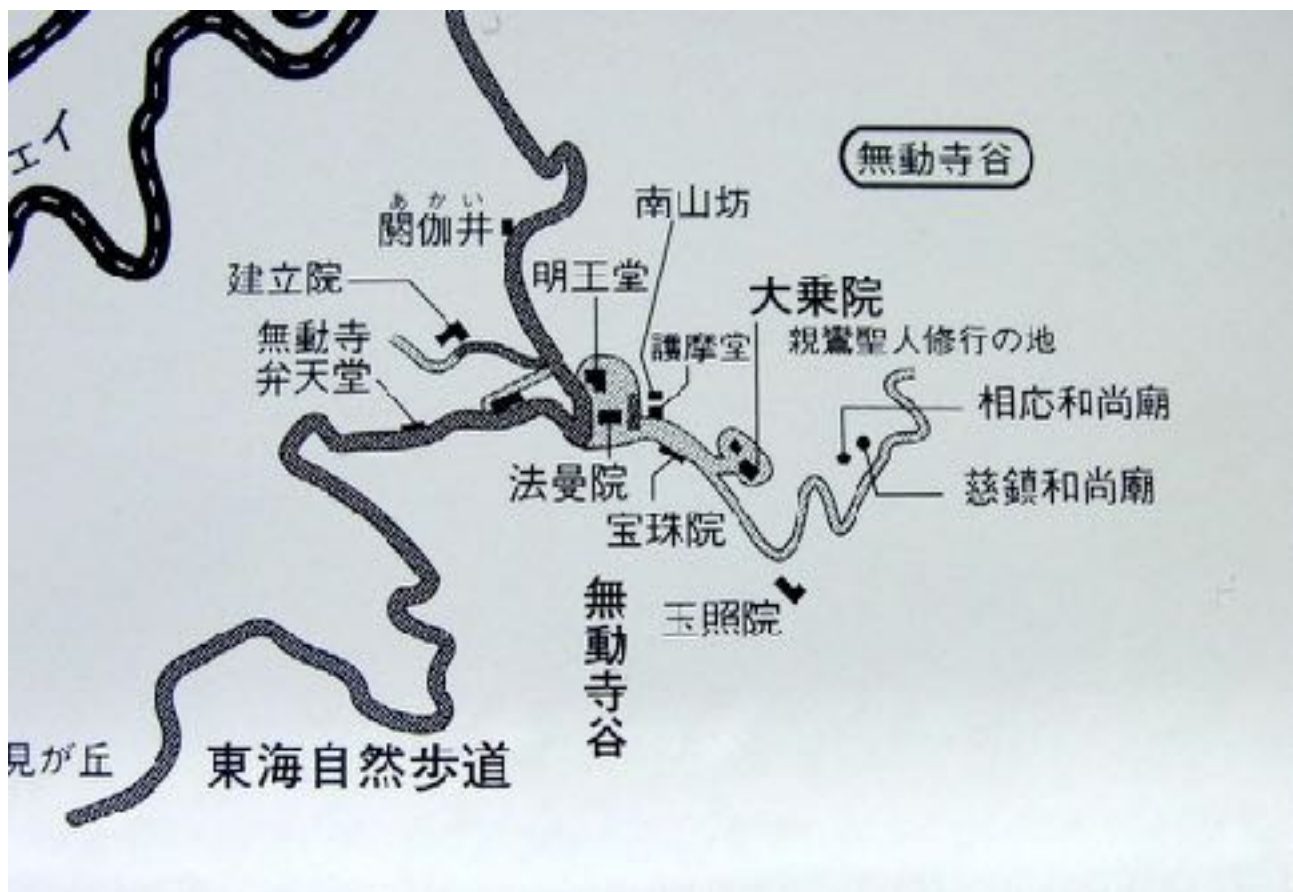 ェイ
無動寺谷
あかい
閼伽井
南山坊
建立院
明王堂
大乗院
無動寺
弁天堂
護摩堂
親鸞聖人修行の地
相応和尚廟
法曼院
慈鎮和尚廟
宝珠院
玉照院
無動寺谷
見が丘
東海自然歩道